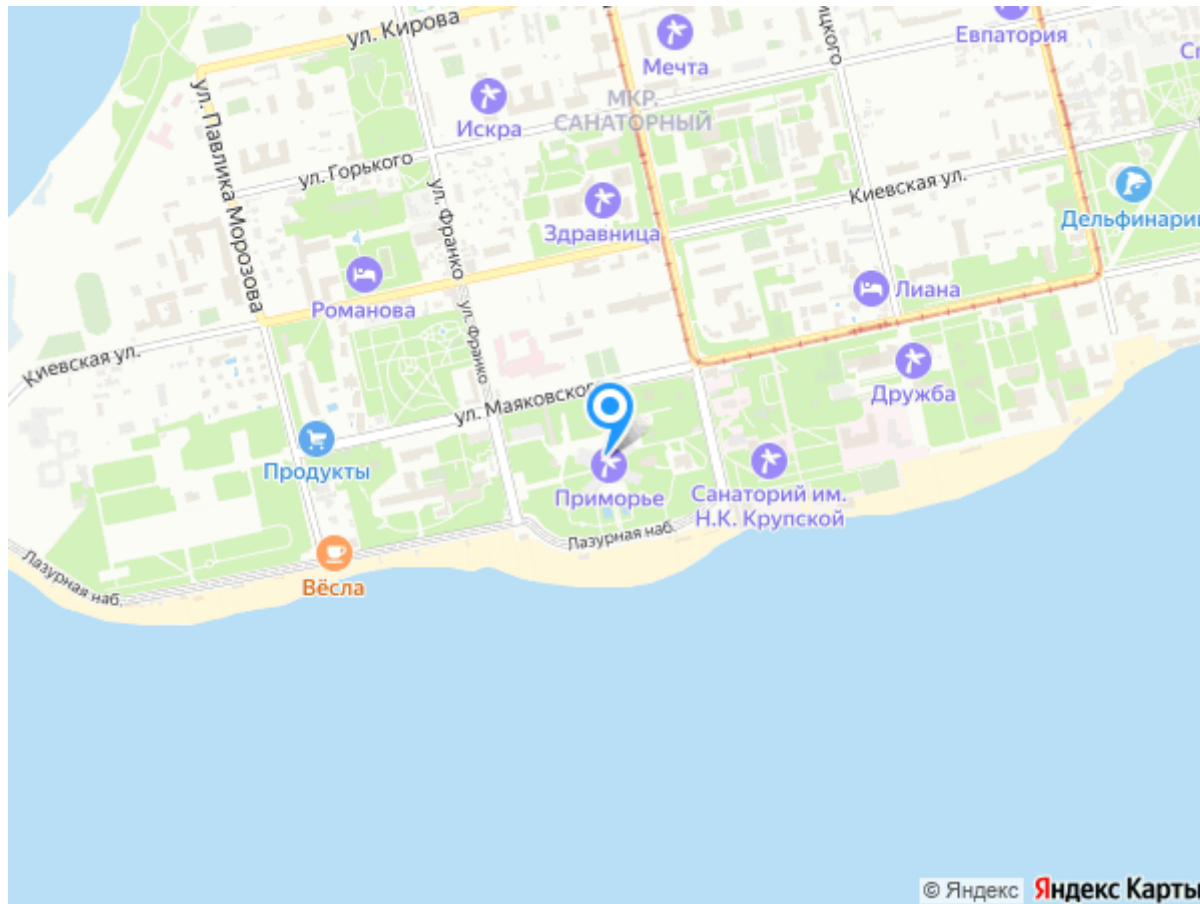 ул. Кирова
Евпатория
Мечта
МКР.
САНАТОРНЫЙ
Искра
ул. Павлика Морозова
ул. Горького
ул. Франко
Киевская ул.
Здравница
Дельфинари
Романова
Лиана
ул. Франко
Киевская ул.
Дружба
ул. Маяковско
Продукты
Приморье
Санаторий им.
Н.К. Крупской
Лазурная наб.
Лазурная наб.
Вёсла
© Яндекс Яндекс Карты